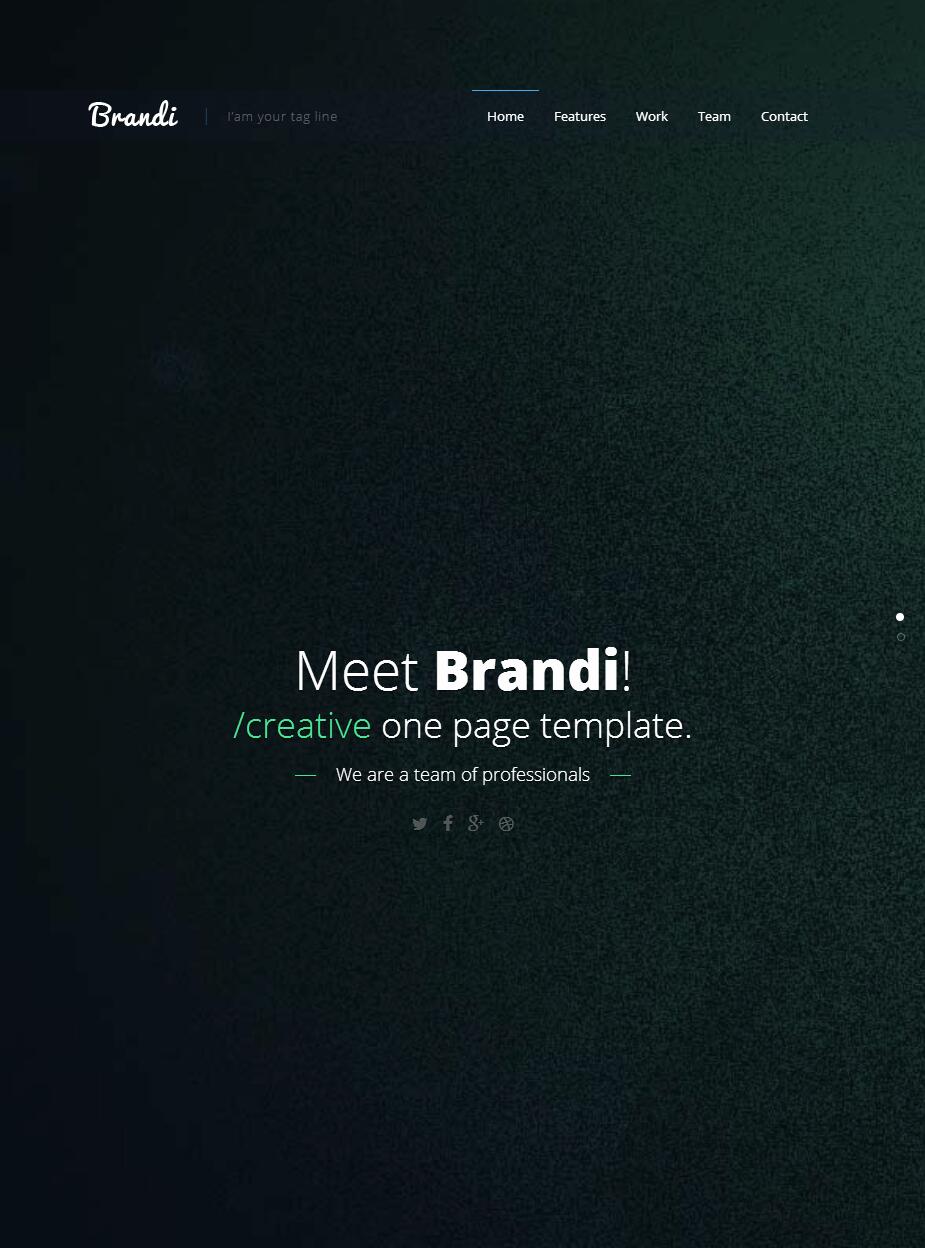 Brandi | I'am your tag line Home Features Work Team Contact
Meet Brandi!
/creative one page template.
We are a team of professionals